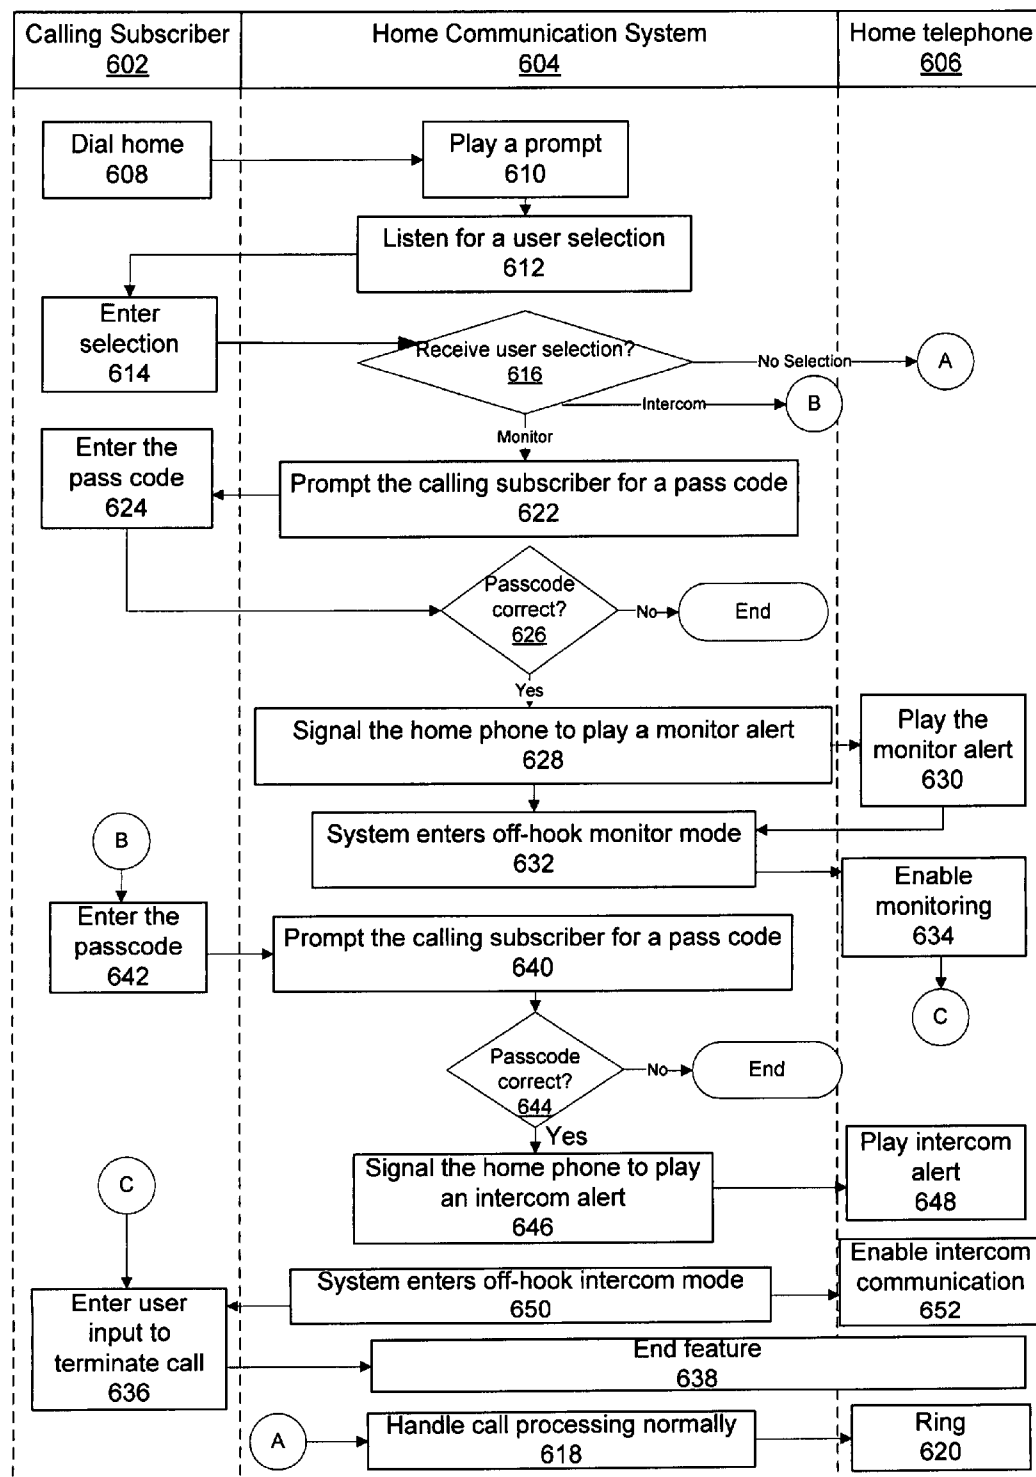 Calling Subscriber
602
Home Communication System
604
Home telephone
606
Dial home
608
Play a prompt
610
Listen for a user selection
612
Enter
selection
614
Receive user selection?
616
No Selection
A
Intercom
B
Monitor
Enter the
pass code
624
Prompt the calling subscriber for a pass code
622
Passcode
correct?
626
No
End
Yes
Signal the home phone to play a monitor alert
628
Play the
monitor alert
630
System enters off-hook monitor mode
632
B
Enable
monitoring
634
Enter the
passcode
642
Prompt the calling subscriber for a pass code
640
C
Passcode
correct?
644
No
End
Yes
Signal the home phone to play
an intercom alert
646
Play intercom
alert
648
C
System enters off-hook intercom mode
650
Enable intercom
communication
652
Enter user
input to
terminate call
636
End feature
638
A
Handle call processing normally
618
Ring
620